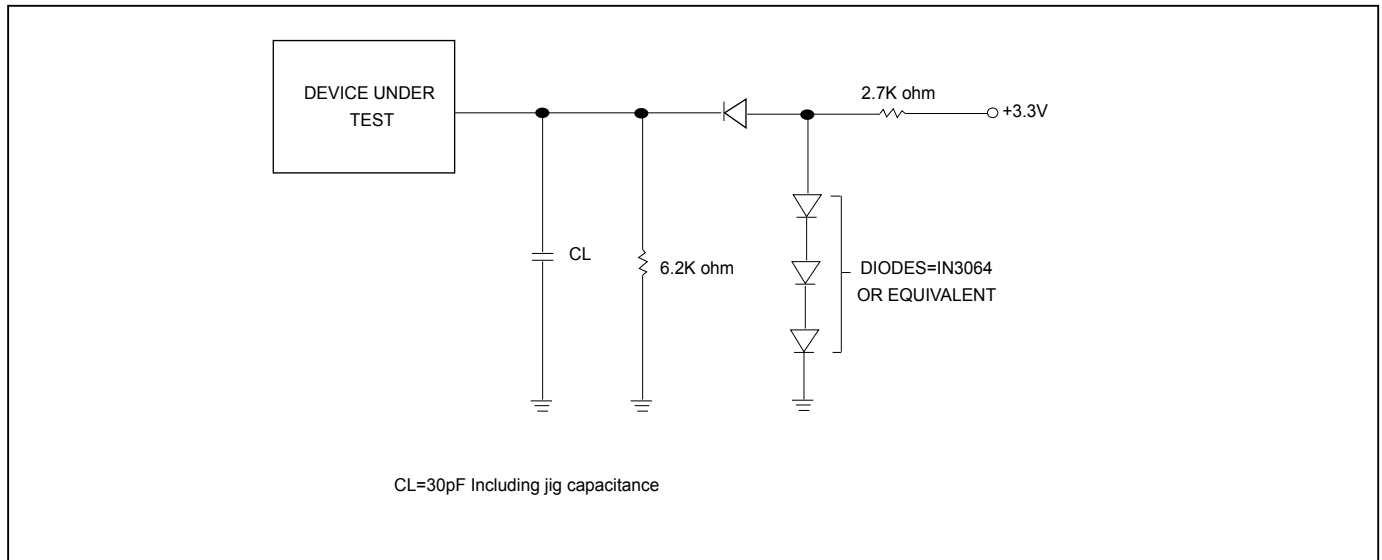 DEVICE UNDER
TEST
2.7K ohm
+3.3V
CL
6.2K ohm
DIODES=IN3064
OR EQUIVALENT
CL=30pF Including jig capacitance